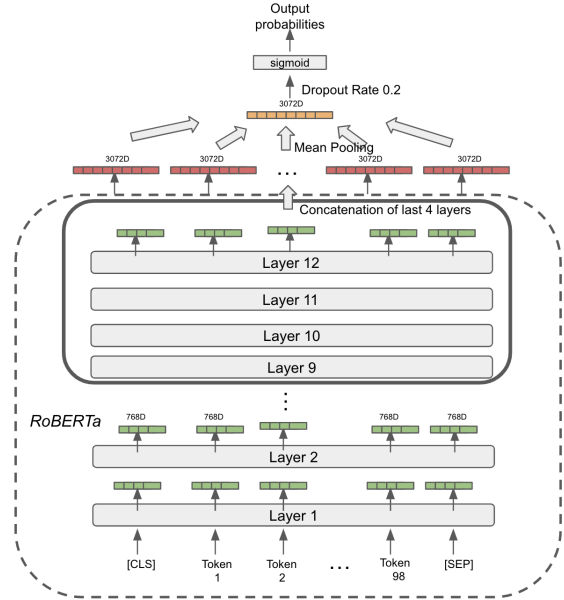 Output
probabilities
sigmoid
Dropout Rate 0.2
3072D
Mean Pooling
3072D 3072D ... 3072D 3072D
Concatenation of last 4 layers
Layer 12
Layer 11
Layer 10
Layer 9
RoBERTa
768D 768D 768D 768D
Layer 2
Layer 1
[CLS] Token 1 Token 2 ... Token 98 [SEP]